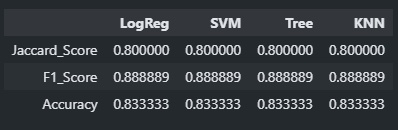 LogReg SVM Tree KNN
Jaccard_Score 0.800000 0.800000 0.800000 0.800000
F1_Score 0.888889 0.888889 0.888889 0.888889
Accuracy 0.833333 0.833333 0.833333 0.833333